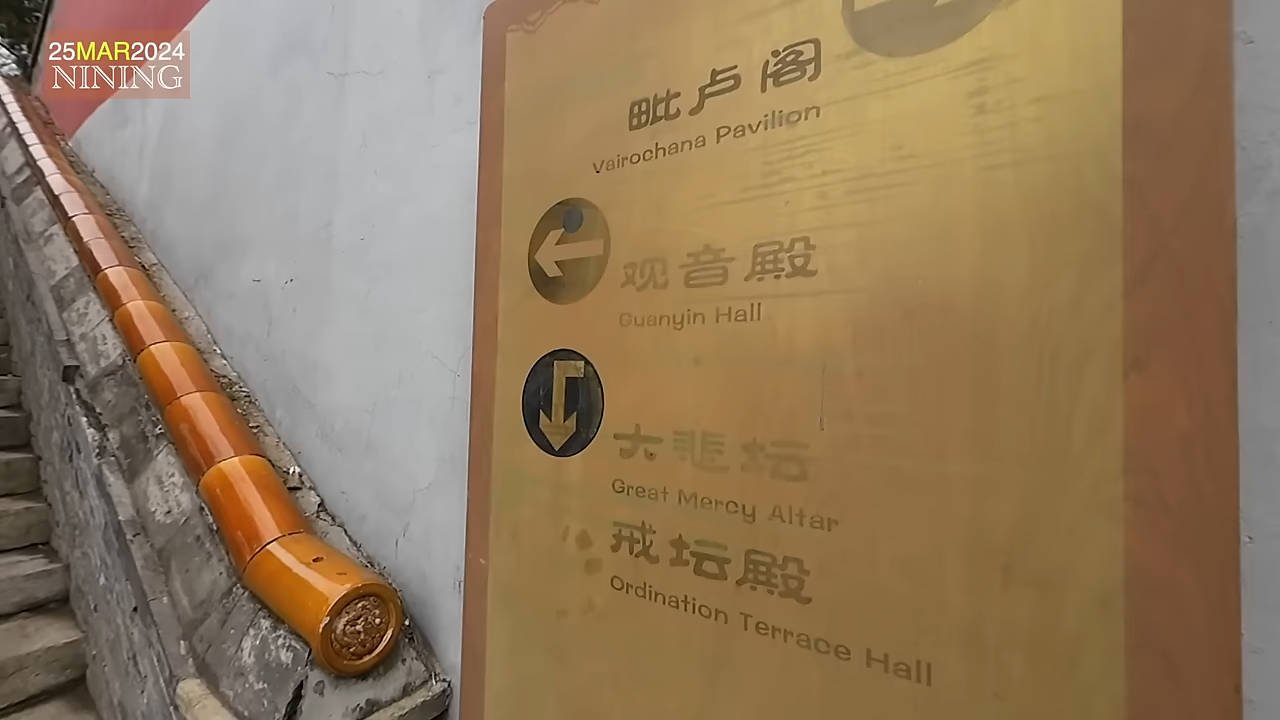 25MAR2024
NINING
毗卢阁
Vairochana Pavilion
观音殿
Guanyin Hall
大悲坛
Great Mercy Altar
戒坛殿
Ordination Terrace Hall